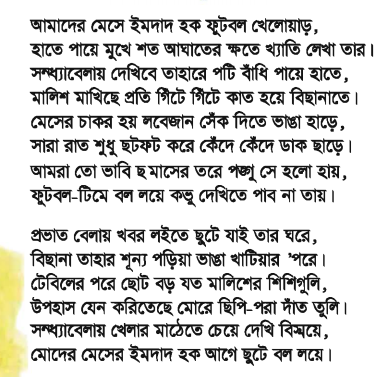 আমাদের মেসে ইমদাদ হক ফুটবল খেলোয়াড়,
হাতে পায়ে মুখে শত আঘাতের ক্ষতে খ্যাতি লেখা তার।
সন্ধ্যাবেলায় দেখিবে তাহারে পটি বাঁধি পায়ে হাতে,
মালিশ মাখিছে প্রতি গিঁটে গিঁটে কাত হয়ে বিছানাতে।
মেসের চাকর হয় লবেজান সেঁক দিতে ভাঙা হাড়ে,
সারা রাত শুধু ছটফট করে কেঁদে কেঁদে ডাক ছাড়ে।
আমরা তো ভাবি ছ মাসের তরে পঙ্গু সে হলো হায়,
ফুটবল-টিমে বল লয়ে কভু দেখিতে পাব না তায়।
প্রভাত বেলায় খবর লইতে ছুটে যাই তার ঘরে,
বিছানা তাহার শূন্য পড়িয়া ভাঙা খাটিয়ার 'পরে।
টেবিলের পরে ছোট বড় যত মালিশের শিশিগুলি,
উপহাস যেন করিতেছে মোরে ছিপি-পরা দাঁত তুলি।
সন্ধ্যাবেলায় খেলার মাঠেতে চেয়ে দেখি বিস্ময়ে,
মোদের মেসের ইমদাদ হক আগে ছুটে বল লয়ে।